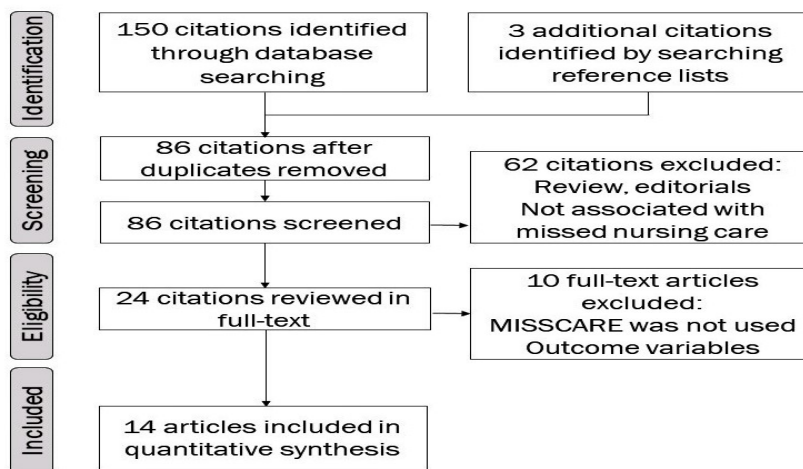 Identification
150 citations identified
through database
searching
3 additional citations
identified by searching
reference lists
Screening
86 citations after
duplicates removed
86 citations screened
62 citations excluded:
Review, editorials
Not associated with
missed nursing care
Eligibility
24 citations reviewed in
full-text
10 full-text articles
excluded:
MISSCARE was not used
Outcome variables
Included
14 articles included in
quantitative synthesis